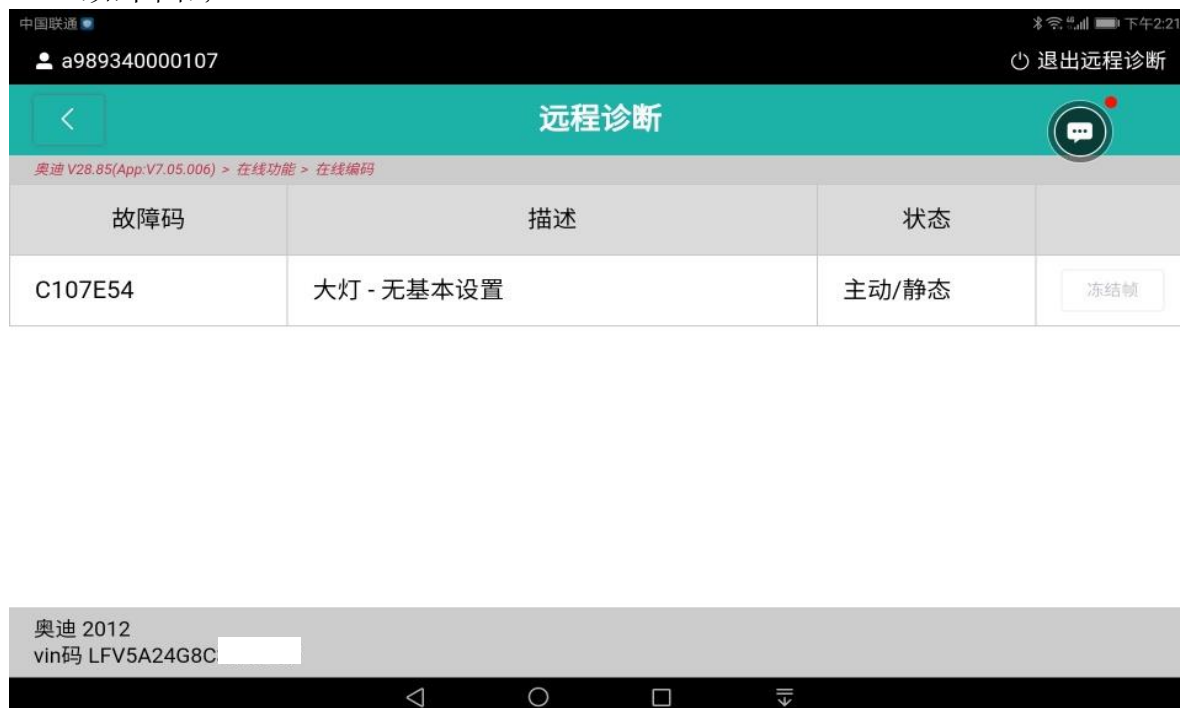 中国联通 下午2:21
a989340000107 退出远程诊断
远程诊断
奥迪 V28.85(App:V7.05.006) > 在线功能 > 在线编码
故障码 描述 状态
C107E54 大灯 - 无基本设置 主动/静态 冻结帧
奥迪 2012
vin码 LFV5A24G8C